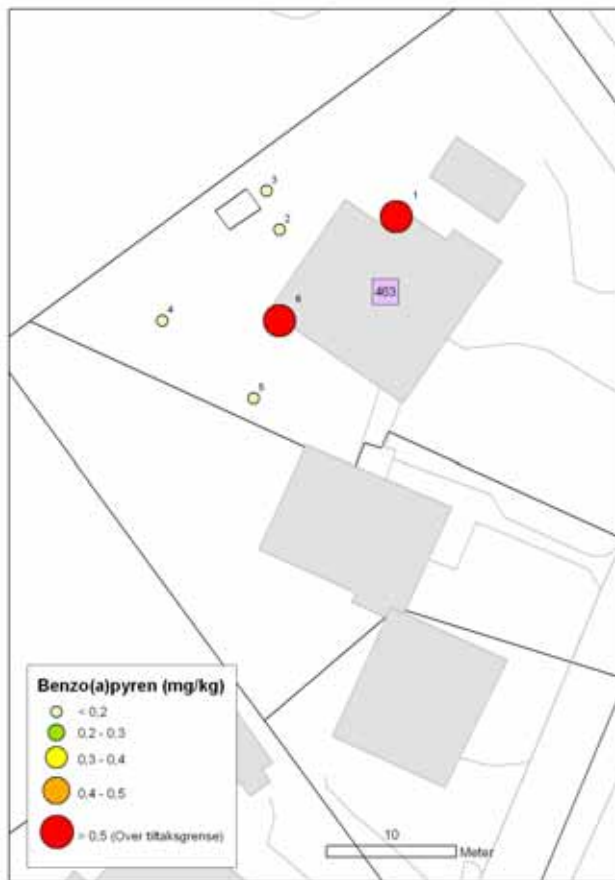 1
3
2
463
4
6
5
Benzo(a)pyren (mg/kg)
< 0,2
0,2 - 0,3
0,3 - 0,4
0,4 - 0,5
> 0,5 (Over tiltaksgrense)
10
Meter